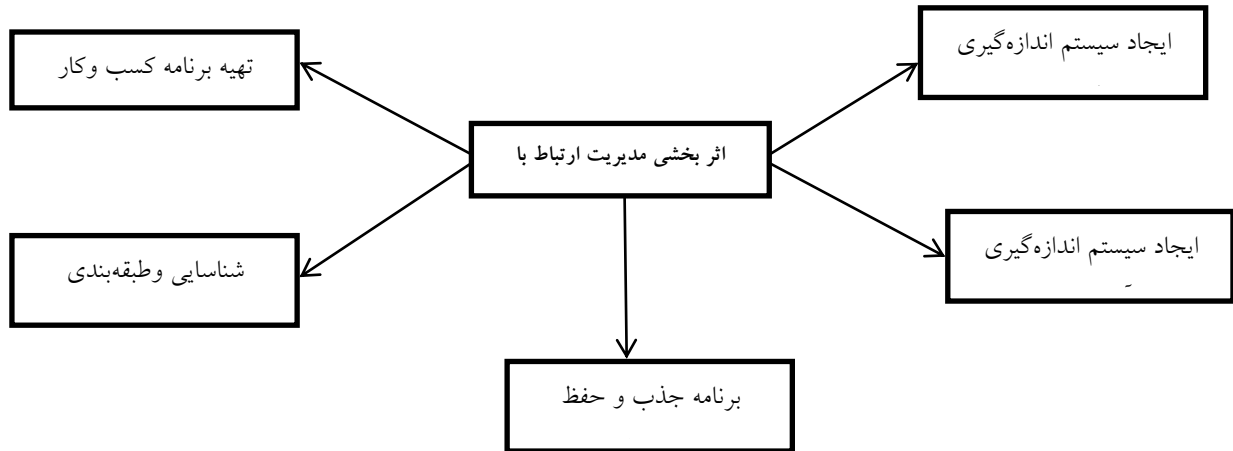 ایجاد سیستم اندازه‌گیری
تهیه برنامه کسب وکار
اثر بخشی مدیریت ارتباط با
ایجاد سیستم اندازه‌گیری
شناسایی وطبقه‌بندی
برنامه جذب و حفظ